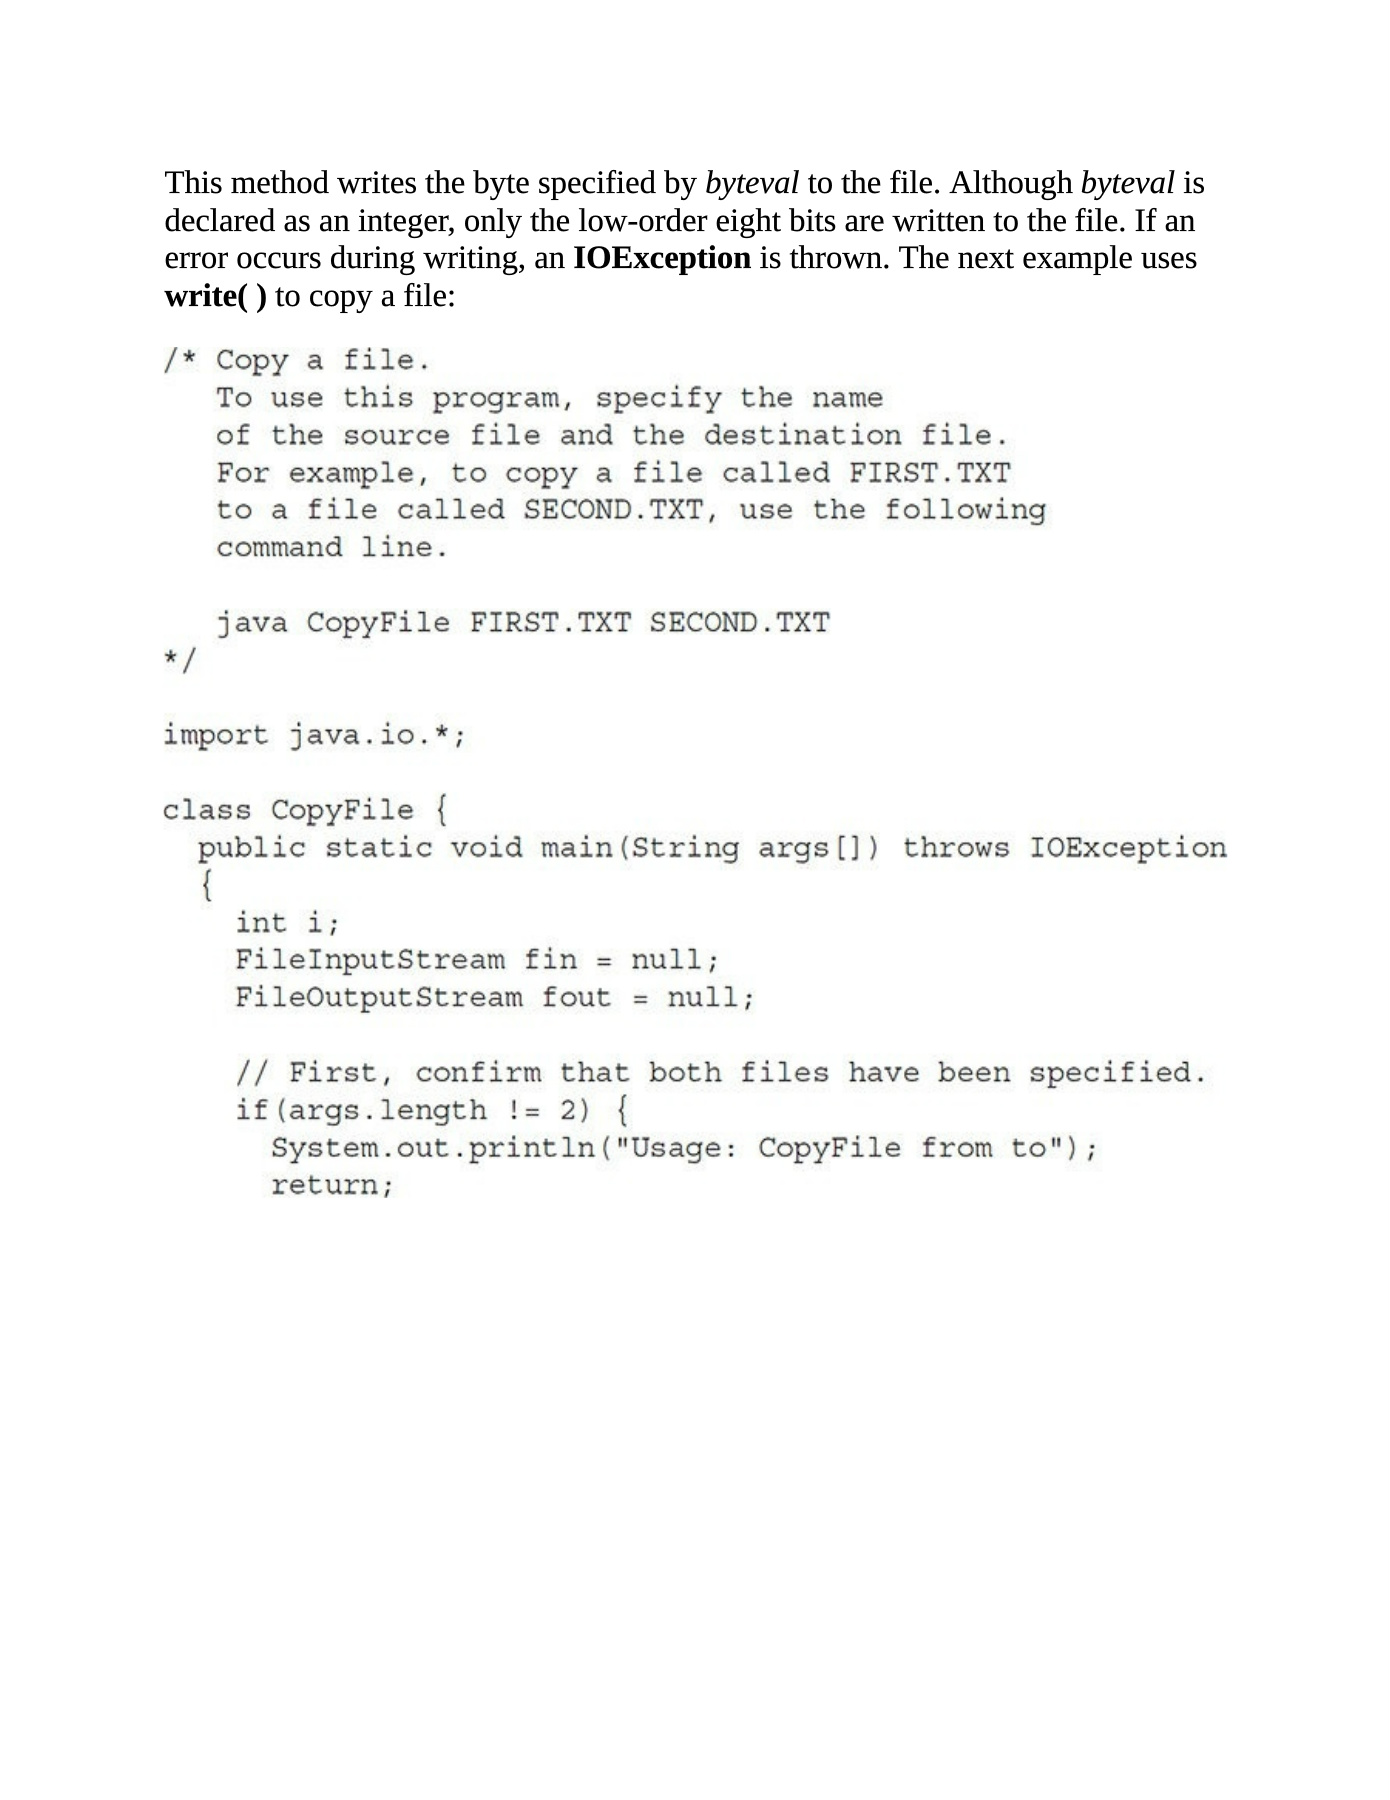 This method writes the byte specified by byteval to the file. Although byteval is
declared as an integer, only the low-order eight bits are written to the file. If an
error occurs during writing, an IOException is thrown. The next example uses
write( ) to copy a file:
/* Copy a file.
   To use this program, specify the name
   of the source file and the destination file.
   For example, to copy a file called FIRST.TXT
   to a file called SECOND.TXT, use the following
   command line.

   java CopyFile FIRST.TXT SECOND.TXT
*/

import java.io.*;

class CopyFile {
  public static void main(String args[]) throws IOException
  {
    int i;
    FileInputStream fin = null;
    FileOutputStream fout = null;

    // First, confirm that both files have been specified.
    if(args.length != 2) {
      System.out.println("Usage: CopyFile from to");
      return;